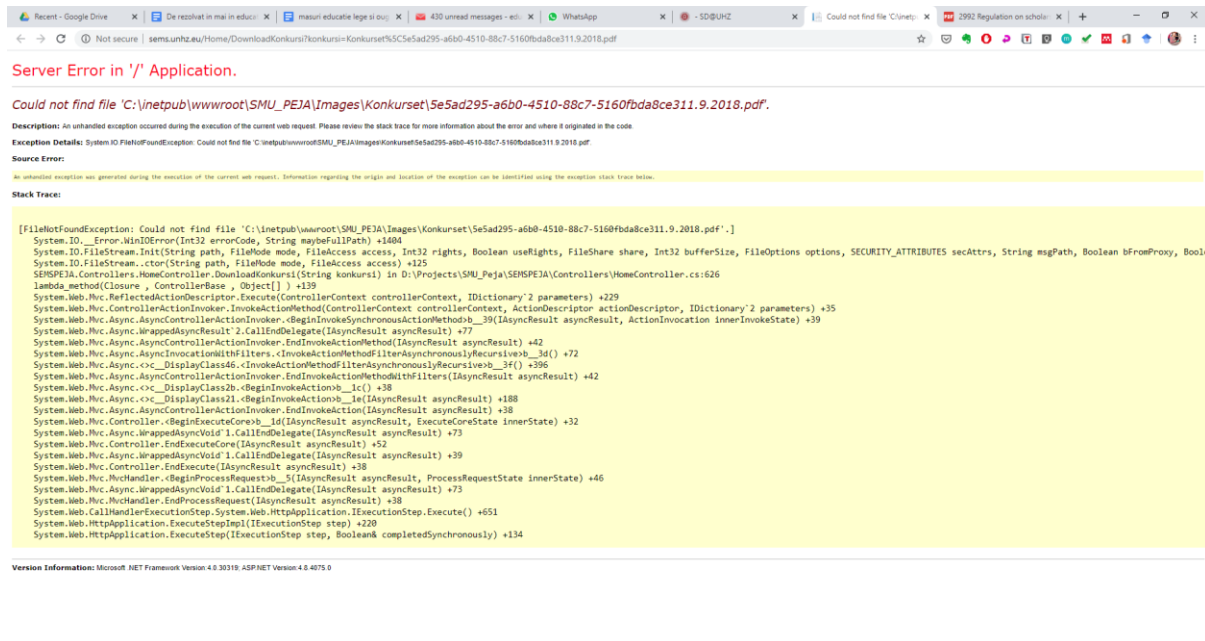 Recent - Google Drive
De rezolvat in mai in educat
masuri educatie lege si oug
430 unread messages - edu
WhatsApp
- SD@UHZ
Could not find file 'C:\inetp
2992 Regulation on scholar
Not secure | sems.unhz.eu/Home/DownloadKonkursi?konkursi=Konkurset%5C5e5ad295-a6b0-4510-88c7-5160fbda8ce311.9.2018.pdf
Server Error in '/' Application.
Could not find file 'C:\inetpub\wwwroot\SMU_PEJA\Images\Konkurset\5e5ad295-a6b0-4510-88c7-5160fbda8ce311.9.2018.pdf'.
Description: An unhandled exception occurred during the execution of the current web request. Please review the stack trace for more information about the error and where it originated in the code.
Exception Details: System.IO.FileNotFoundException: Could not find file 'C:\inetpub\wwwroot\SMU_PEJA\Images\Konkurset\5e5ad295-a6b0-4510-88c7-5160fbda8ce311.9.2018.pdf'.
Source Error:
An unhandled exception was generated during the execution of the current web request. Information regarding the origin and location of the exception can be identified using the exception stack trace below.
Stack Trace:
[FileNotFoundException: Could not find file 'C:\inetpub\wwwroot\SMU_PEJA\Images\Konkurset\5e5ad295-a6b0-4510-88c7-5160fbda8ce311.9.2018.pdf'.]
System.IO.__Error.WinIOError(Int32 errorCode, String maybeFullPath) +1404
System.IO.FileStream.Init(String path, FileMode mode, FileAccess access, Int32 rights, Boolean useRights, FileShare share, Int32 bufferSize, FileOptions options, SECURITY_ATTRIBUTES secAttrs, String msgPath, Boolean bFromProxy, Bool
System.IO.FileStream..ctor(String path, FileMode mode, FileAccess access) +125
SEMSPEJA.Controllers.HomeController.DownloadKonkursi(String konkursi) in D:\Projects\SMU_Peja\SEMSPEJA\Controllers\HomeController.cs:626
lambda_method(Closure , ControllerBase , Object[] ) +139
System.Web.Mvc.ReflectedActionDescriptor.Execute(ControllerContext controllerContext, IDictionary`2 parameters) +229
System.Web.Mvc.ControllerActionInvoker.InvokeActionMethod(ControllerContext controllerContext, ActionDescriptor actionDescriptor, IDictionary`2 parameters) +35
System.Web.Mvc.Async.AsyncControllerActionInvoker.<BeginInvokeSynchronousActionMethod>b__39(IAsyncResult asyncResult, ActionInvocation innerInvokeState) +39
System.Web.Mvc.Async.WrappedAsyncResult`2.CallEndDelegate(IAsyncResult asyncResult) +77
System.Web.Mvc.Async.AsyncControllerActionInvoker.EndInvokeActionMethod(IAsyncResult asyncResult) +42
System.Web.Mvc.Async.AsyncInvocationWithFilters.<InvokeActionMethodFilterAsynchronouslyRecursive>b__3d() +72
System.Web.Mvc.Async.<>c__DisplayClass46.<InvokeActionMethodFilterAsynchronouslyRecursive>b__3f() +396
System.Web.Mvc.Async.AsyncControllerActionInvoker.EndInvokeActionMethodWithFilters(IAsyncResult asyncResult) +42
System.Web.Mvc.Async.<>c__DisplayClass2b.<BeginInvokeAction>b__1c() +38
System.Web.Mvc.Async.<>c__DisplayClass21.<BeginInvokeAction>b__1e(IAsyncResult asyncResult) +188
System.Web.Mvc.Async.AsyncControllerActionInvoker.EndInvokeAction(IAsyncResult asyncResult) +38
System.Web.Mvc.Controller.<BeginExecuteCore>b__1d(IAsyncResult asyncResult, ExecuteCoreState innerState) +32
System.Web.Mvc.Async.WrappedAsyncVoid`1.CallEndDelegate(IAsyncResult asyncResult) +73
System.Web.Mvc.Controller.EndExecuteCore(IAsyncResult asyncResult) +52
System.Web.Mvc.Async.WrappedAsyncVoid`1.CallEndDelegate(IAsyncResult asyncResult) +39
System.Web.Mvc.Controller.EndExecute(IAsyncResult asyncResult) +38
System.Web.Mvc.MvcHandler.<BeginProcessRequest>b__5(IAsyncResult asyncResult, ProcessRequestState innerState) +46
System.Web.Mvc.Async.WrappedAsyncVoid`1.CallEndDelegate(IAsyncResult asyncResult) +73
System.Web.Mvc.MvcHandler.EndProcessRequest(IAsyncResult asyncResult) +38
System.Web.CallHandlerExecutionStep.System.Web.HttpApplication.IExecutionStep.Execute() +651
System.Web.HttpApplication.ExecuteStepImpl(IExecutionStep step) +220
System.Web.HttpApplication.ExecuteStep(IExecutionStep step, Boolean& completedSynchronously) +134
Version Information: Microsoft .NET Framework Version:4.0.30319; ASP.NET Version:4.8.4075.0